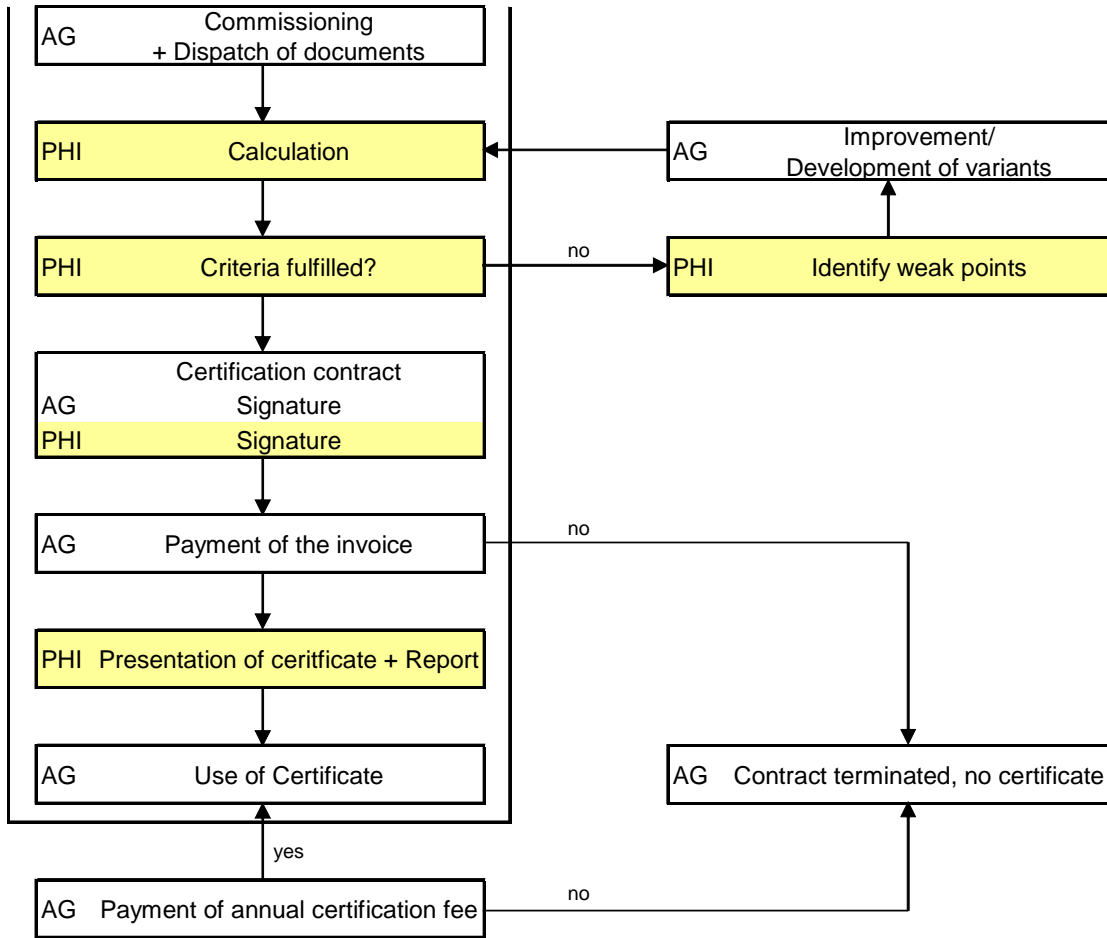 AG Commissioning
+ Dispatch of documents
PHI Calculation
AG Improvement/
Development of variants
PHI Criteria fulfilled?
no
PHI Identify weak points
Certification contract
AG Signature
PHI Signature
AG Payment of the invoice
no
PHI Presentation of ceritficate + Report
AG Use of Certificate
AG Contract terminated, no certificate
yes
AG Payment of annual certification fee
no